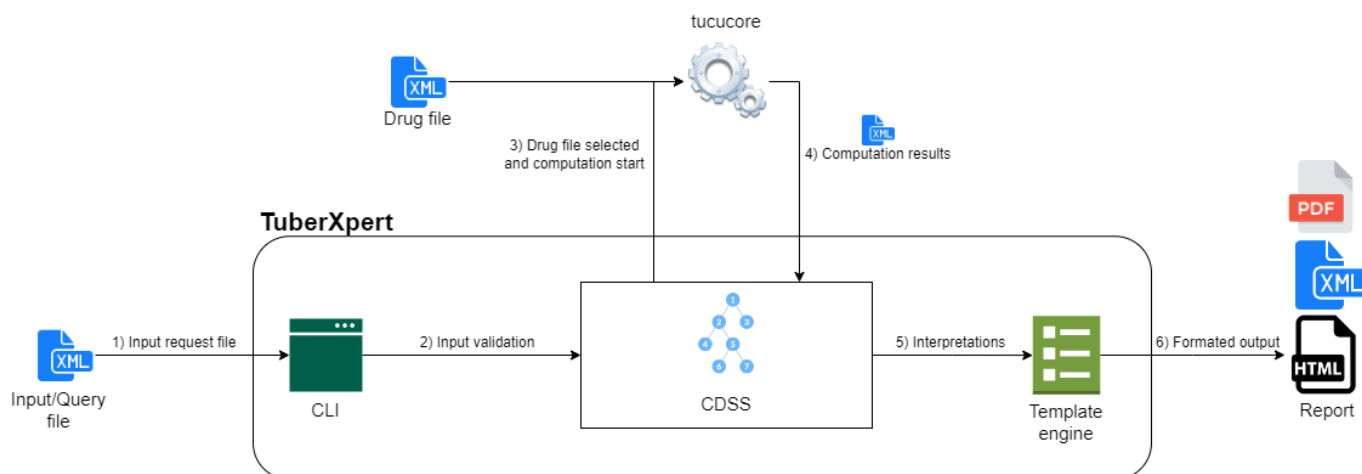 tucucore
XML
Drug file
3) Drug file selected
and computation start
XML
4) Computation results
PDF
TuberXpert
XML
1
2
3
4
5
6
7
XML
1) Input request file
2) Input validation
5) Interpretations
6) Formated output
HTML
Input/Query
file
CLI
CDSS
Template
engine
Report